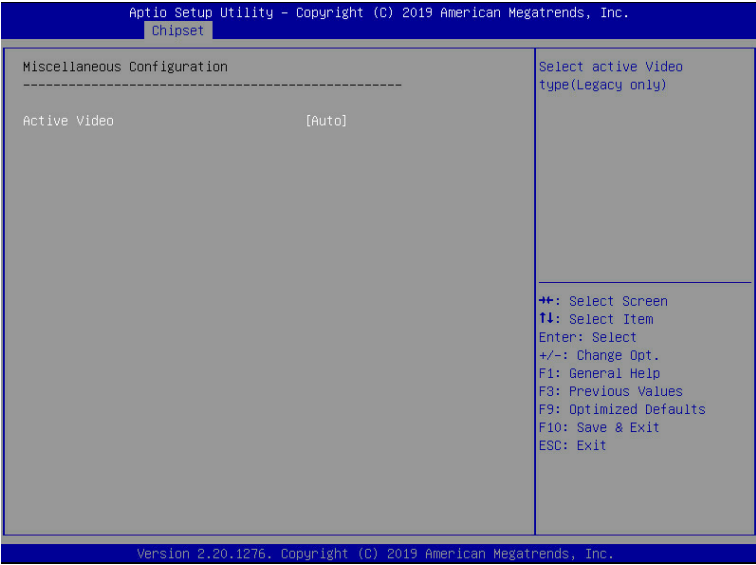 Aptio Setup Utility – Copyright (C) 2019 American Megatrends, Inc.
Chipset
Miscellaneous Configuration
--------------------------------------------------
Active Video [Auto]
Select active Video
type(Legacy only)
→←: Select Screen
↑↓: Select Item
Enter: Select
+/-: Change Opt.
F1: General Help
F3: Previous Values
F9: Optimized Defaults
F10: Save & Exit
ESC: Exit
Version 2.20.1276. Copyright (C) 2019 American Megatrends, Inc.